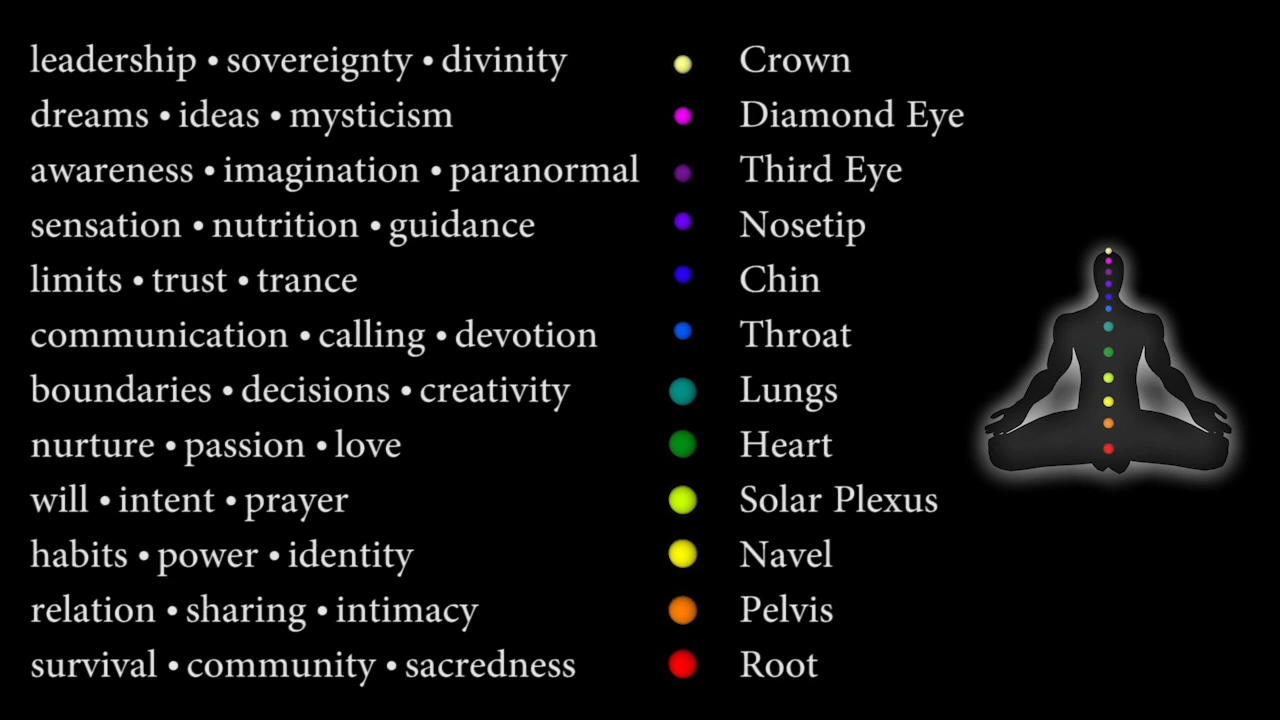 leadership • sovereignty • divinity Crown
dreams • ideas • mysticism Diamond Eye
awareness • imagination • paranormal Third Eye
sensation • nutrition • guidance Nosetip
limits • trust • trance Chin
communication • calling • devotion Throat
boundaries • decisions • creativity Lungs
nurture • passion • love Heart
will • intent • prayer Solar Plexus
habits • power • identity Navel
relation • sharing • intimacy Pelvis
survival • community • sacredness Root